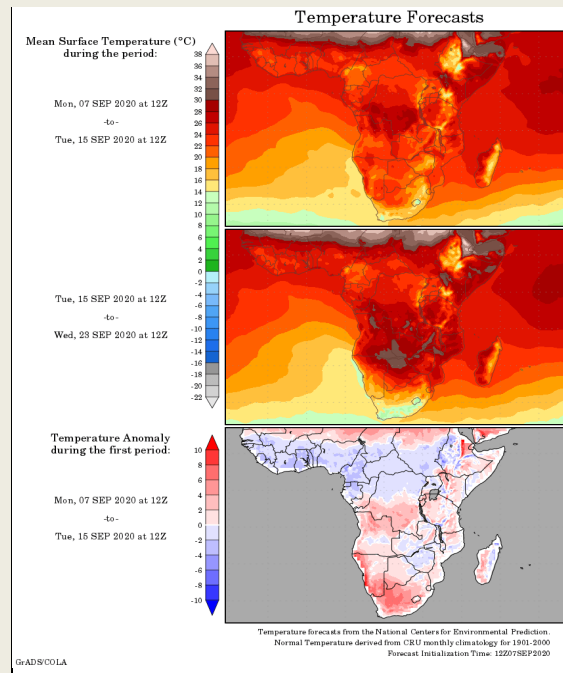 Temperature Forecasts
Mean Surface Temperature (°C)
during the period:
Mon, 07 SEP 2020 at 12Z
-to-
Tue, 15 SEP 2020 at 12Z
38
36
34
32
30
28
26
24
22
20
18
16
14
12
10
8
6
4
2
0
-2
-4
-6
-8
-10
-12
-14
-16
-18
-20
-22
Tue, 15 SEP 2020 at 12Z
-to-
Wed, 23 SEP 2020 at 12Z
Temperature Anomaly
during the first period:
Mon, 07 SEP 2020 at 12Z
-to-
Tue, 15 SEP 2020 at 12Z
10
8
6
4
2
0
-2
-4
-6
-8
-10
Temperature forecasts from the National Centers for Environmental Prediction.
Normal Temperature derived from CRU monthly climatology for 1901-2000
Forecast Initialization Time: 12Z07SEP2020
GrADS/COLA